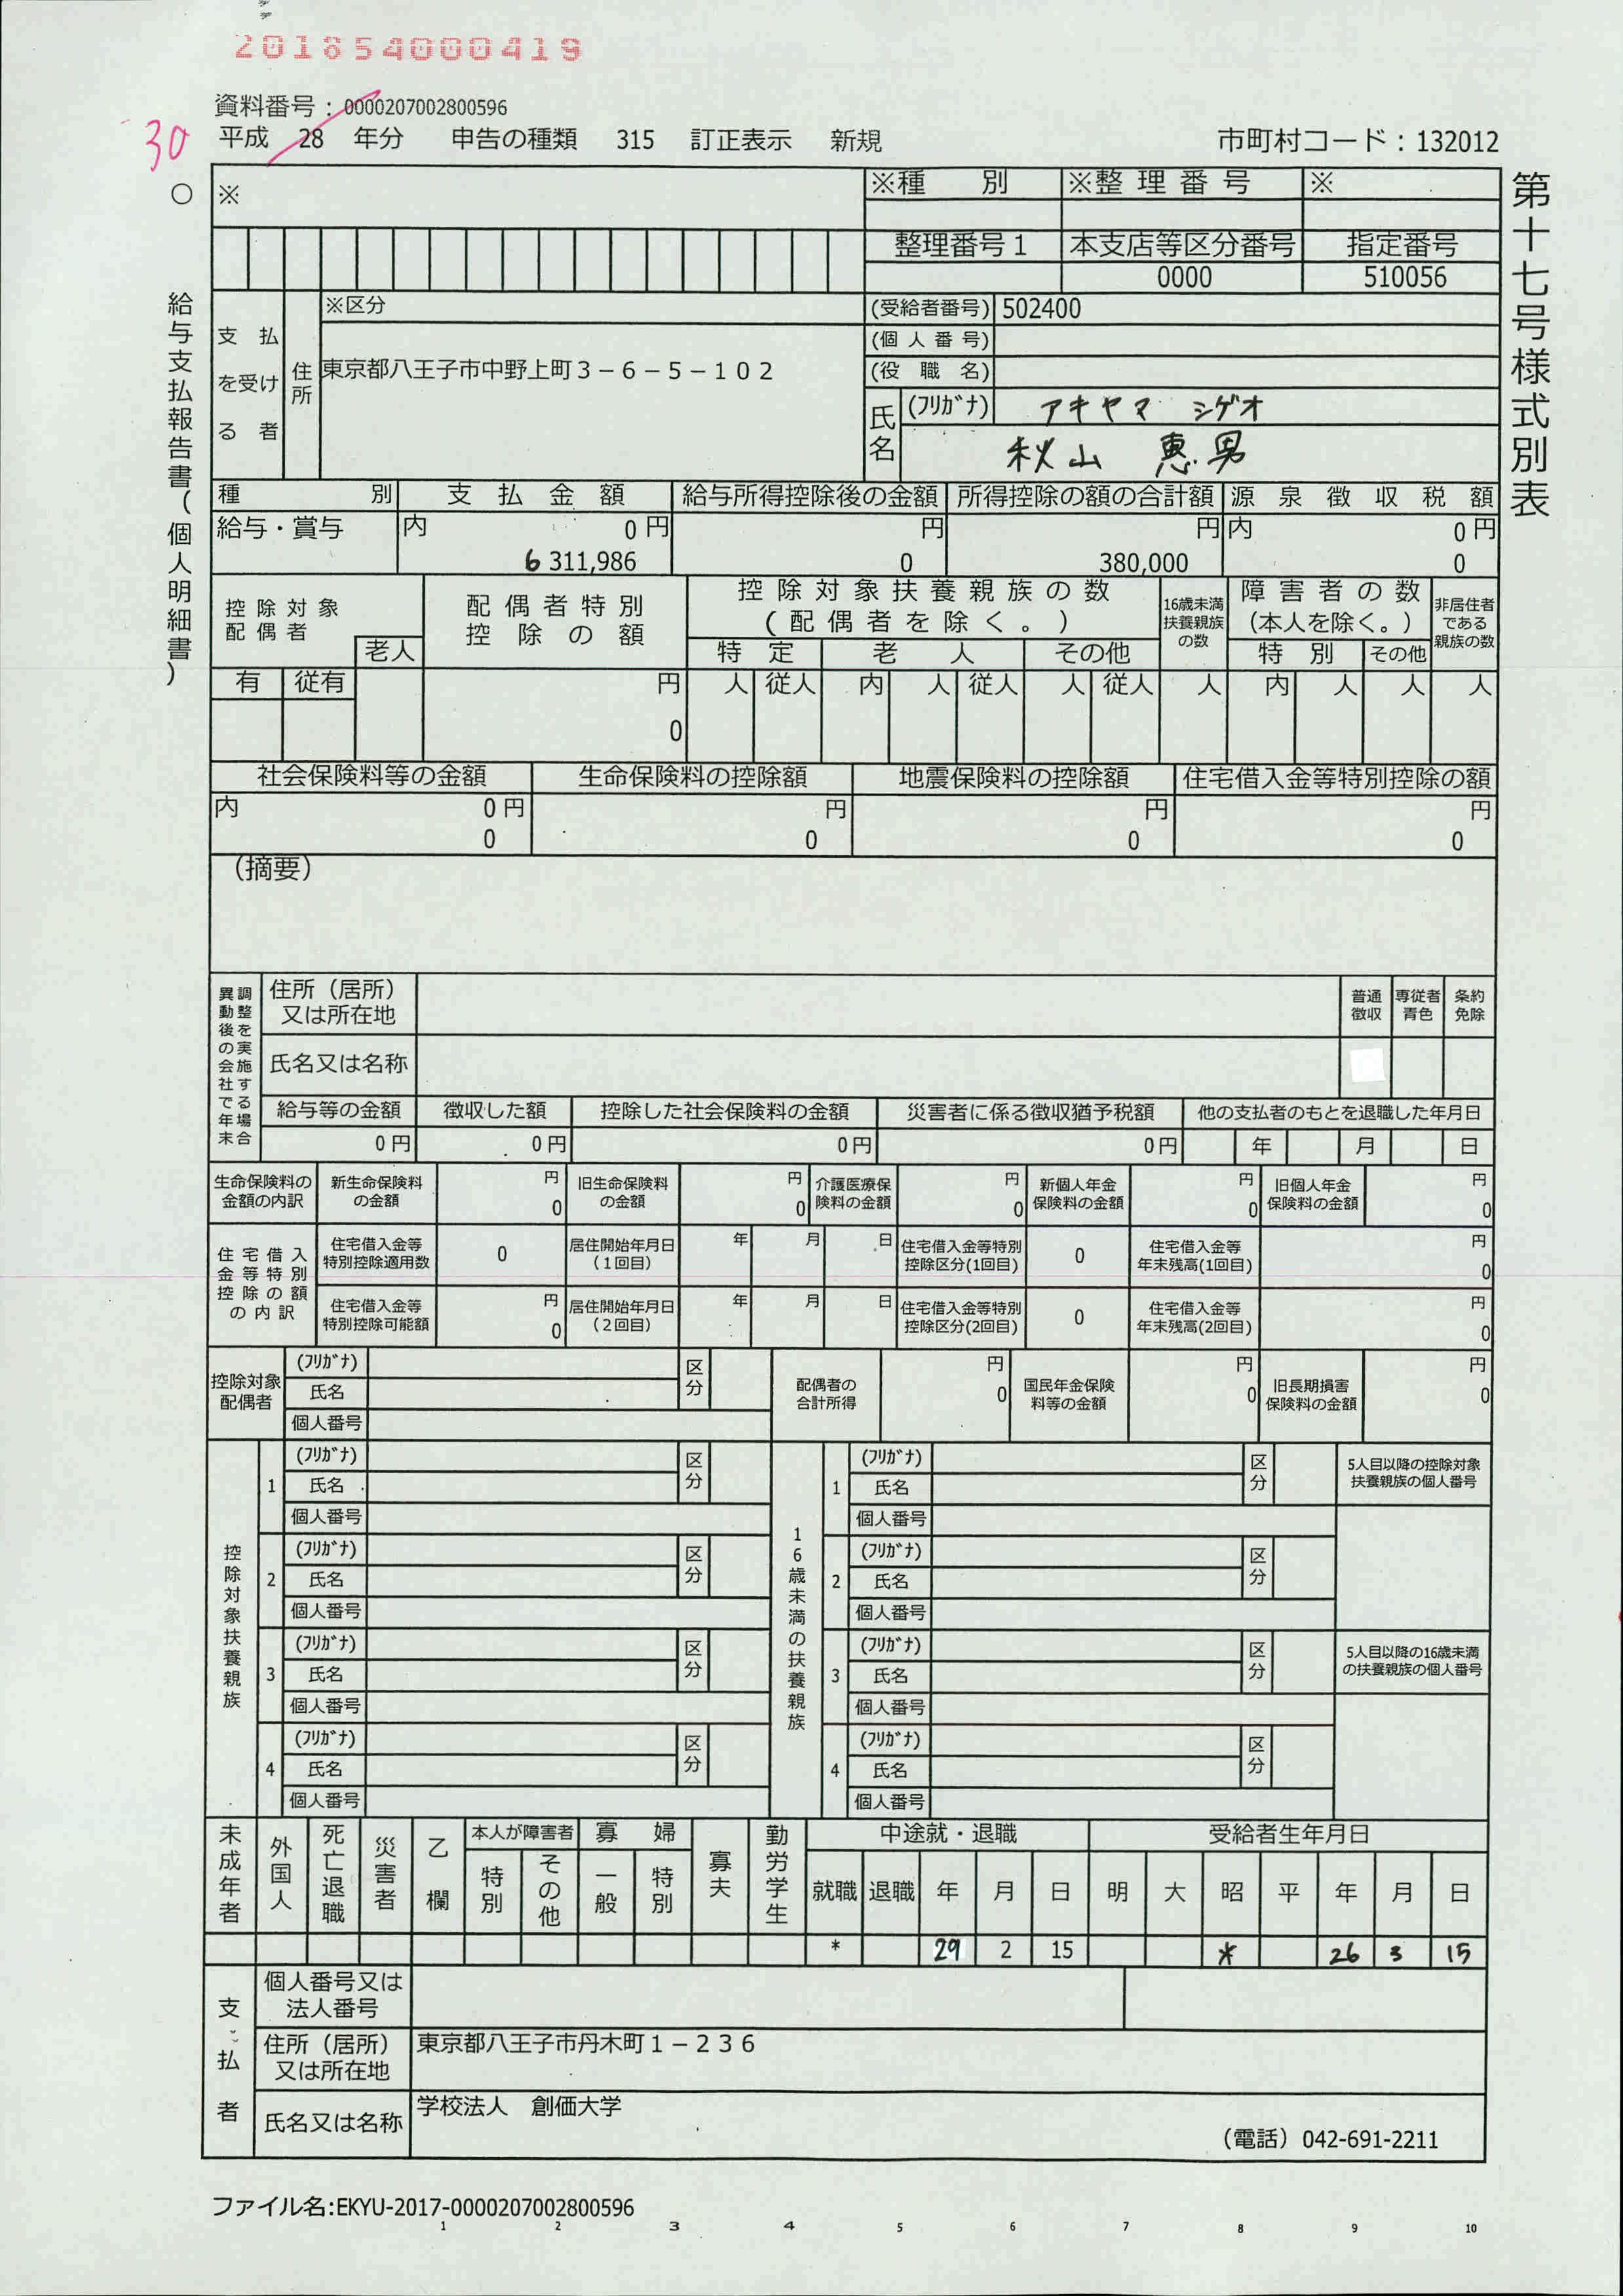 201854000419
資料番号：0000207002800596
30
平成 28 年分 申告の種類 315 訂正表示 新規 市町村コード：132012
第十七号様式別表
○ 給与支払報告書（個人明細書）
※ ※種 別 ※整理番号 ※
整理番号1 本支店等区分番号 指定番号
0000 510056
支払を受ける者 住所 ※区分
東京都八王子市中野上町３－６－５－１０２
(受給者番号) 502400
(個人番号)
(役職名)
氏名 (ﾌﾘｶﾞﾅ) アキヤマ シゲオ
秋山 恵男
種別 支払金額 給与所得控除後の金額 所得控除の額の合計額 源泉徴収税額
給与・賞与 内 0円 円 円 内 0円
6 311,986 0 380,000 0
控除対象配偶者 老人 配偶者特別控除の額 控除対象扶養親族の数（配偶者を除く。） 16歳未満扶養親族の数 障害者の数（本人を除く。） 非居住者である親族の数
特定 老人 その他 特別 その他
有 従有 円 人 従人 内 人 従人 人 従人 人 内 人 人 人
0
社会保険料等の金額 生命保険料の控除額 地震保険料の控除額 住宅借入金等特別控除の額
内 0円 円 円 円
0 0 0 0
（摘要）
異動後の会社で年末調整を実施する場合
住所（居所）又は所在地 普通徴収 専従者青色 条約免除
氏名又は名称
給与等の金額 徴収した額 控除した社会保険料の金額 災害者に係る徴収猶予税額 他の支払者のもとを退職した年月日
0円 0円 0円 0円 年 月 日
生命保険料の金額の内訳 新生命保険料の金額 円 0 旧生命保険料の金額 円 0 介護医療保険料の金額 円 0 新個人年金保険料の金額 円 0 旧個人年金保険料の金額 円 0
住宅借入金等特別控除の額の内訳
住宅借入金等特別控除適用数 0 居住開始年月日（1回目） 年 月 日 住宅借入金等特別控除区分(1回目) 0 住宅借入金等年末残高(1回目) 円 0
住宅借入金等特別控除可能額 円 0 居住開始年月日（2回目） 年 月 日 住宅借入金等特別控除区分(2回目) 0 住宅借入金等年末残高(2回目) 円 0
控除対象配偶者 (ﾌﾘｶﾞﾅ) 氏名 個人番号 区分 配偶者の合計所得 円 0 国民年金保険料等の金額 円 0 旧長期損害保険料の金額 円 0
控除対象扶養親族
1 (ﾌﾘｶﾞﾅ) 氏名 個人番号 区分
2 (ﾌﾘｶﾞﾅ) 氏名 個人番号 区分
3 (ﾌﾘｶﾞﾅ) 氏名 個人番号 区分
4 (ﾌﾘｶﾞﾅ) 氏名 個人番号 区分
16歳未満の扶養親族
1 (ﾌﾘｶﾞﾅ) 氏名 個人番号 区分
2 (ﾌﾘｶﾞﾅ) 氏名 個人番号 区分
3 (ﾌﾘｶﾞﾅ) 氏名 個人番号 区分
4 (ﾌﾘｶﾞﾅ) 氏名 個人番号 区分
5人目以降の控除対象扶養親族の個人番号
5人目以降の16歳未満の扶養親族の個人番号
未成年者 外国人 死亡退職 災害者 乙欄 本人が障害者 寡婦 寡夫 勤労学生 中途就・退職 受給者生年月日
特別 その他 一般 特別 就職 退職 年 月 日 明 大 昭 平 年 月 日
* 29 2 15 * 26 3 15
支払者 個人番号又は法人番号
住所（居所）又は所在地 東京都八王子市丹木町１－２３６
氏名又は名称 学校法人 創価大学
（電話）042-691-2211
ファイル名:EKYU-2017-0000207002800596
1 2 3 4 5 6 7 8 9 10